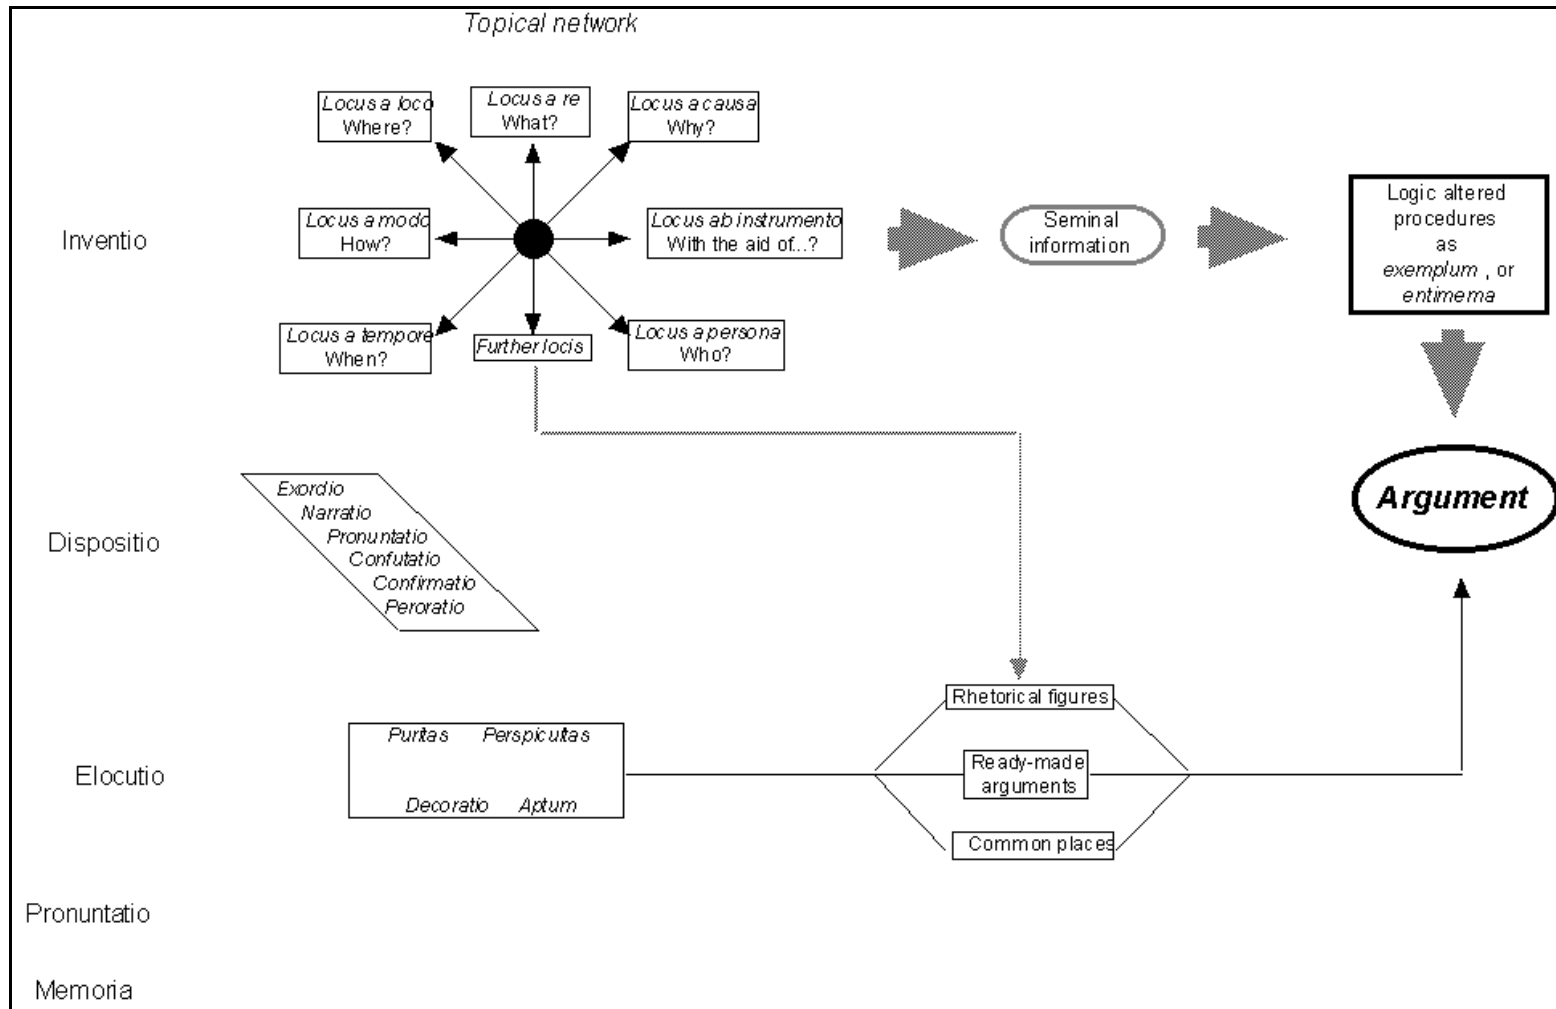 Topical network
Locus a loco
Where?
Locus a re
What?
Locus a causa
Why?
Inventio
Locus a modo
How?
Locus ab instrumento
With the aid of...?
Seminal
information
Logic altered
procedures
as
exemplum , or
entimema
Locus a tempore
When?
Further locis
Locus a persona
Who?
Argument
Dispositio
Exordio
Narratio
Pronuntatio
Confutatio
Confirmatio
Peroratio
Elocutio
Puritas Perspicuitas
Decoratio Aptum
Rhetorical figures
Ready-made
arguments
Common places
Pronuntatio
Memoria